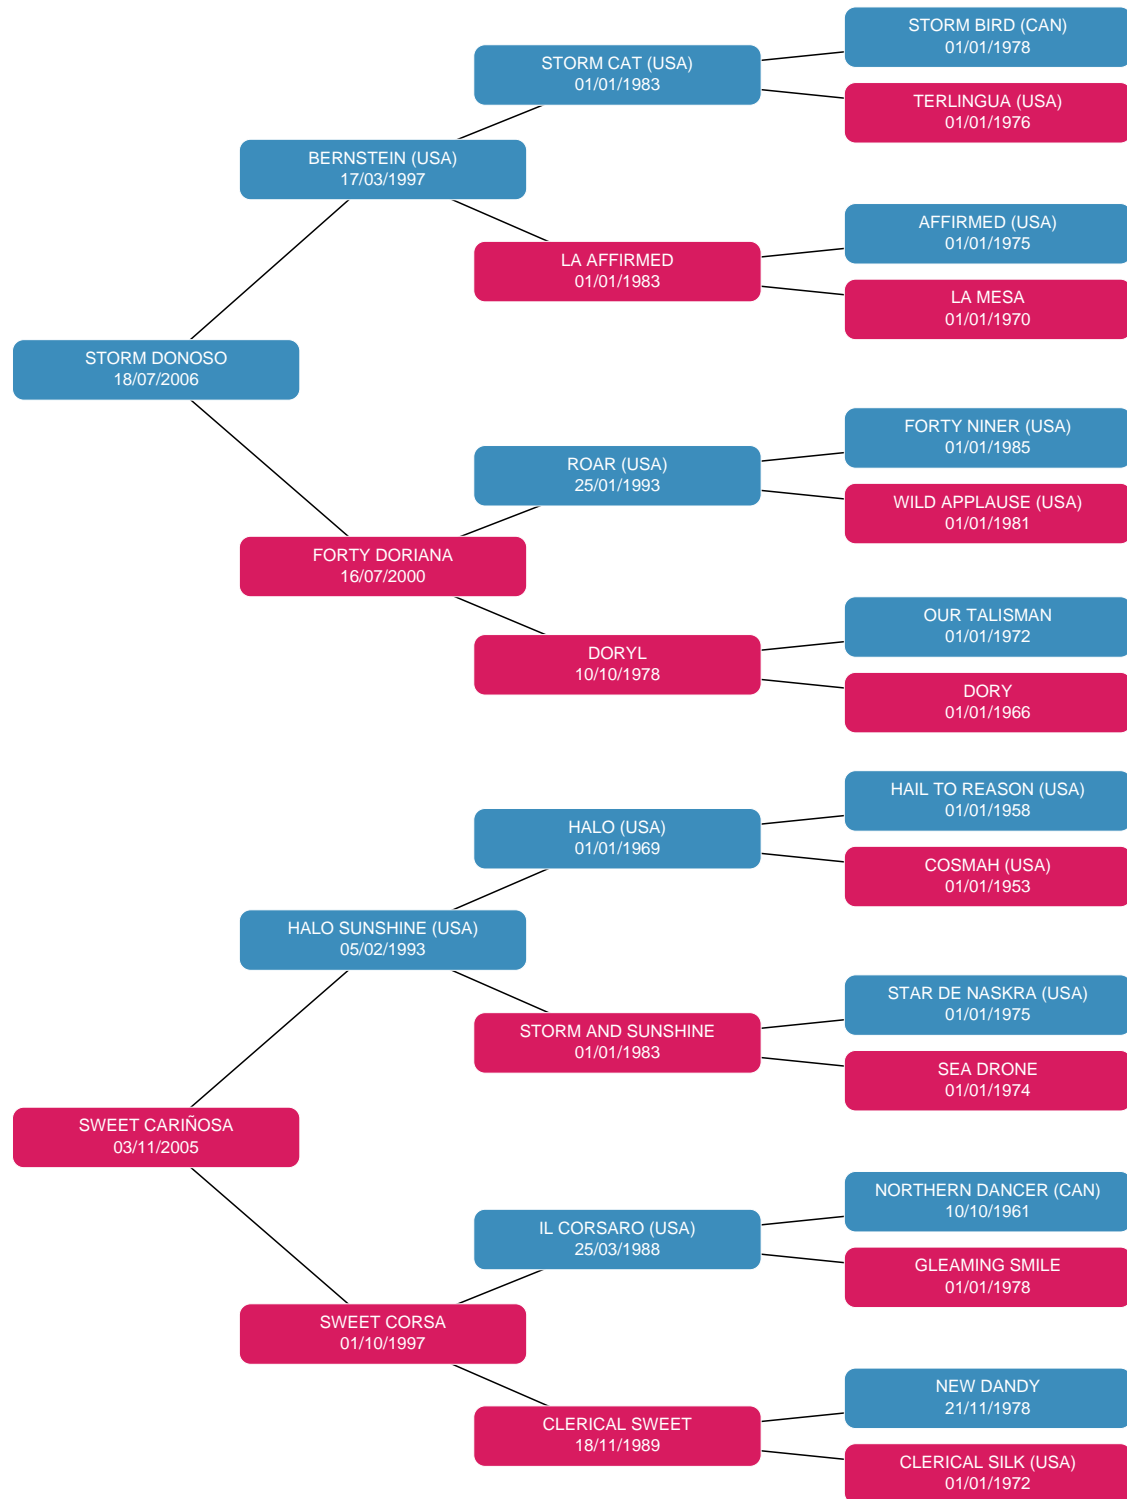 STORM BIRD (CAN)
01/01/1978
STORM CAT (USA)
01/01/1983
TERLINGUA (USA)
01/01/1976
BERNSTEIN (USA)
17/03/1997
AFFIRMED (USA)
01/01/1975
LA AFFIRMED
01/01/1983
LA MESA
01/01/1970
STORM DONOSO
18/07/2006
FORTY NINER (USA)
01/01/1985
ROAR (USA)
25/01/1993
WILD APPLAUSE (USA)
01/01/1981
FORTY DORIANA
16/07/2000
OUR TALISMAN
01/01/1972
DORYL
10/10/1978
DORY
01/01/1966
HAIL TO REASON (USA)
01/01/1958
HALO (USA)
01/01/1969
COSMAH (USA)
01/01/1953
HALO SUNSHINE (USA)
05/02/1993
STAR DE NASKRA (USA)
01/01/1975
STORM AND SUNSHINE
01/01/1983
SEA DRONE
01/01/1974
SWEET CARIÑOSA
03/11/2005
NORTHERN DANCER (CAN)
10/10/1961
IL CORSARO (USA)
25/03/1988
GLEAMING SMILE
01/01/1978
SWEET CORSA
01/10/1997
NEW DANDY
21/11/1978
CLERICAL SWEET
18/11/1989
CLERICAL SILK (USA)
01/01/1972